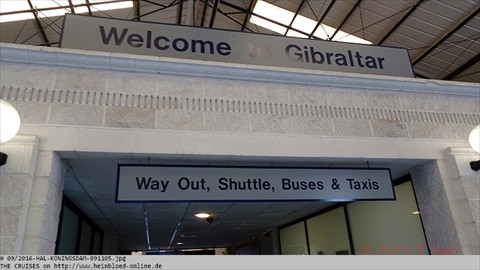 Welcome to Gibraltar
Way Out, Shuttle, Buses & Taxis
© 09/2016-HAL-KONINGSDAM-091105.jpg
THE CRUISES on http://www.heinbloed-online.de